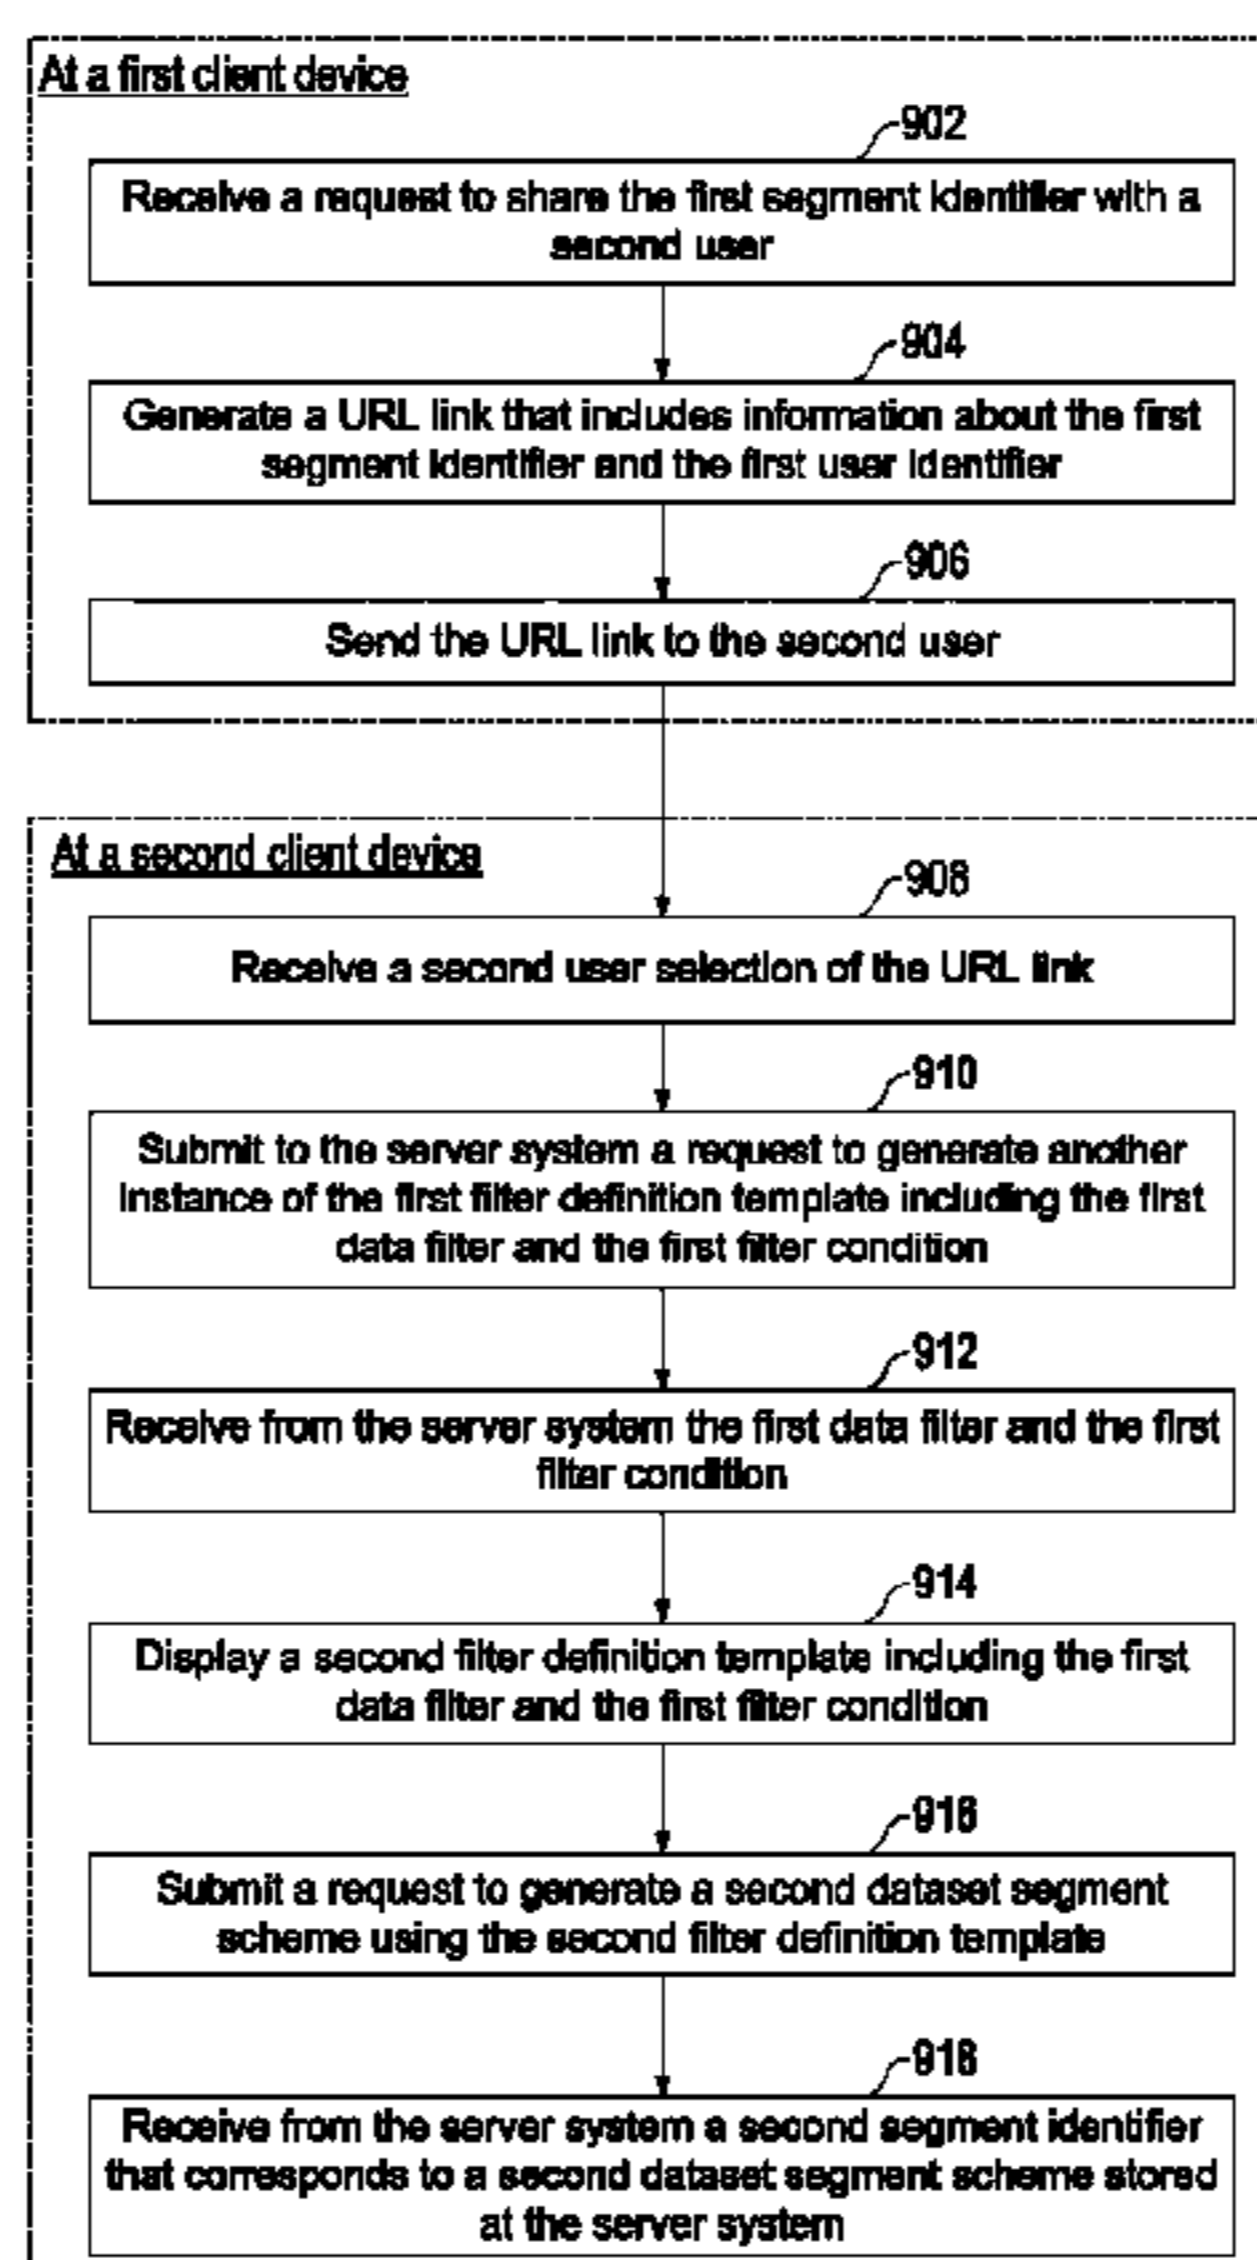 At a first client device
902
Receive a request to share the first segment identifier with a
second user
904
Generate a URL link that includes information about the first
segment identifier and the first user identifier
906
Send the URL link to the second user
At a second client device
908
Receive a second user selection of the URL link
910
Submit to the server system a request to generate another
instance of the first filter definition template including the first
data filter and the first filter condition
912
Receive from the server system the first data filter and the first
filter condition
914
Display a second filter definition template including the first
data filter and the first filter condition
916
Submit a request to generate a second dataset segment
scheme using the second filter definition template
918
Receive from the server system a second segment identifier
that corresponds to a second dataset segment scheme stored
at the server system